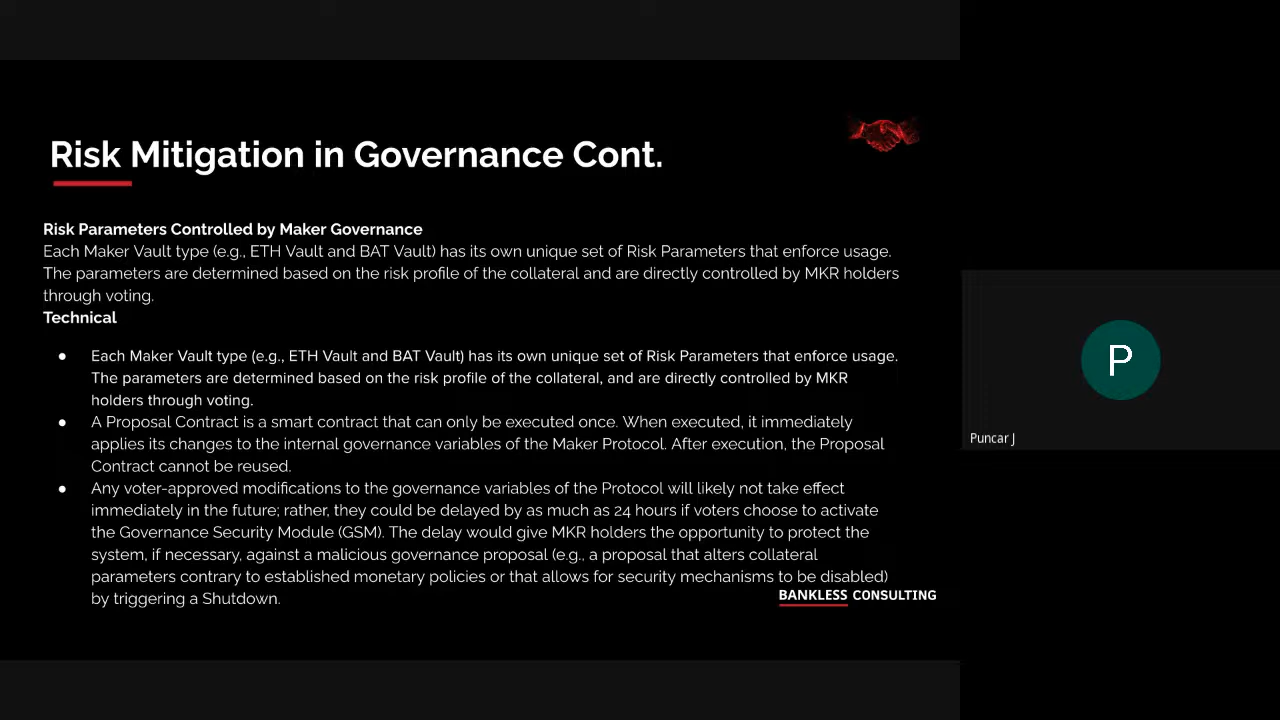 Risk Mitigation in Governance Cont.
Risk Parameters Controlled by Maker Governance
Each Maker Vault type (e.g., ETH Vault and BAT Vault) has its own unique set of Risk Parameters that enforce usage.
The parameters are determined based on the risk profile of the collateral and are directly controlled by MKR holders
through voting.
Technical
● Each Maker Vault type (e.g., ETH Vault and BAT Vault) has its own unique set of Risk Parameters that enforce usage.
The parameters are determined based on the risk profile of the collateral, and are directly controlled by MKR
holders through voting.
● A Proposal Contract is a smart contract that can only be executed once. When executed, it immediately
applies its changes to the internal governance variables of the Maker Protocol. After execution, the Proposal
Contract cannot be reused.
● Any voter-approved modifications to the governance variables of the Protocol will likely not take effect
immediately in the future; rather, they could be delayed by as much as 24 hours if voters choose to activate
the Governance Security Module (GSM). The delay would give MKR holders the opportunity to protect the
system, if necessary, against a malicious governance proposal (e.g., a proposal that alters collateral
parameters contrary to established monetary policies or that allows for security mechanisms to be disabled)
by triggering a Shutdown.
BANKLESS CONSULTING
P
Puncar J